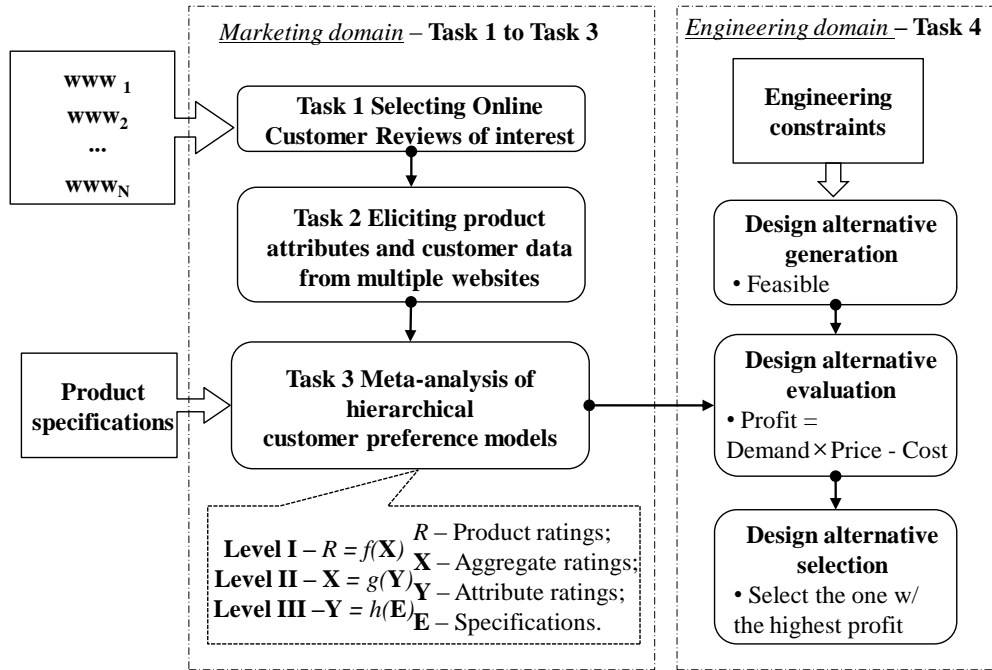 Marketing domain – Task 1 to Task 3
Engineering domain – Task 4
www 1
www2
...
wwwN
Task 1 Selecting Online
Customer Reviews of interest
Task 2 Eliciting product
attributes and customer data
from multiple websites
Product
specifications
Task 3 Meta-analysis of
hierarchical
customer preference models
Level I – R = f(X)
Level II – X = g(Y)
Level III –Y = h(E)
R – Product ratings;
X – Aggregate ratings;
Y – Attribute ratings;
E – Specifications.
Engineering
constraints
Design alternative
generation
• Feasible
Design alternative
evaluation
• Profit =
Demand×Price - Cost
Design alternative
selection
• Select the one w/
the highest profit